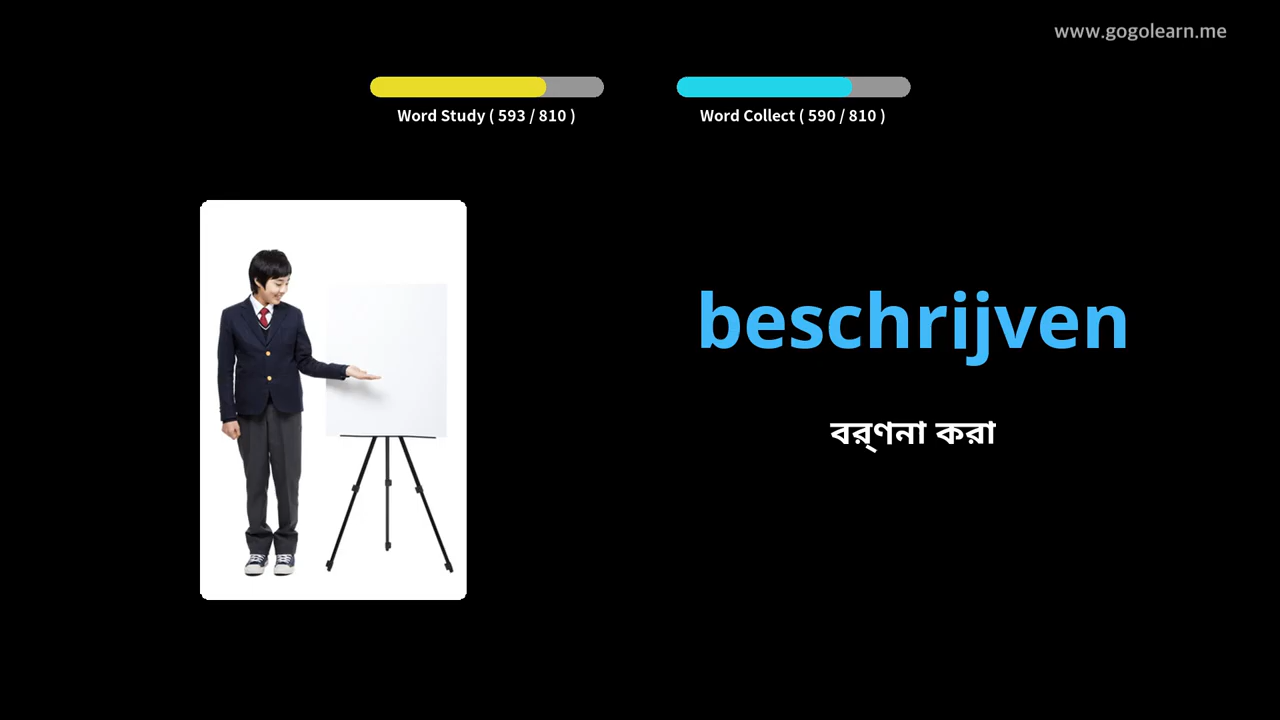 www.gogolearn.me
Word Study ( 593 / 810 )
Word Collect ( 590 / 810 )
beschrijven
বর্ণনা করা